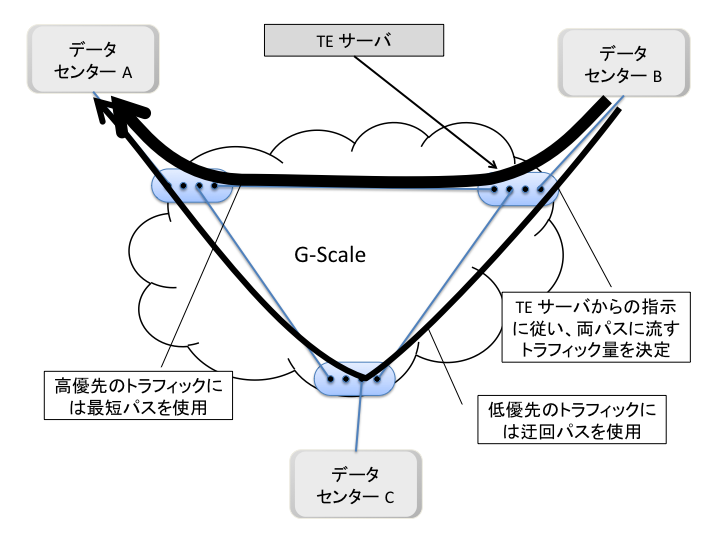 データ
センター A
TE サーバ
データ
センター B
G-Scale
TE サーバからの指示
に従い、両パスに流す
トラフィック量を決定
高優先のトラフィックに
は最短パスを使用
低優先のトラフィックに
は迂回パスを使用
データ
センター C